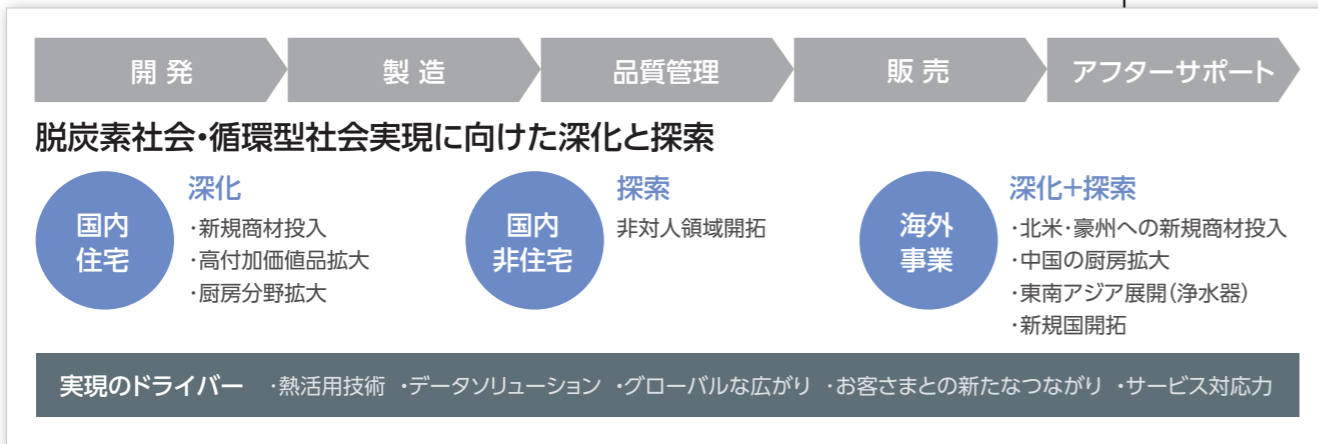 開発
製造
品質管理
販売
アフターサポート
脱炭素社会・循環型社会実現に向けた深化と探索
国内
住宅
深化
・新規商材投入
・高付加価値品拡大
・厨房分野拡大
国内
非住宅
探索
非対人領域開拓
海外
事業
深化+探索
・北米・豪州への新規商材投入
・中国の厨房拡大
・東南アジア展開(浄水器)
・新規国開拓
実現のドライバー ・熱活用技術 ・データソリューション ・グローバルな広がり ・お客さまとの新たなつながり ・サービス対応力